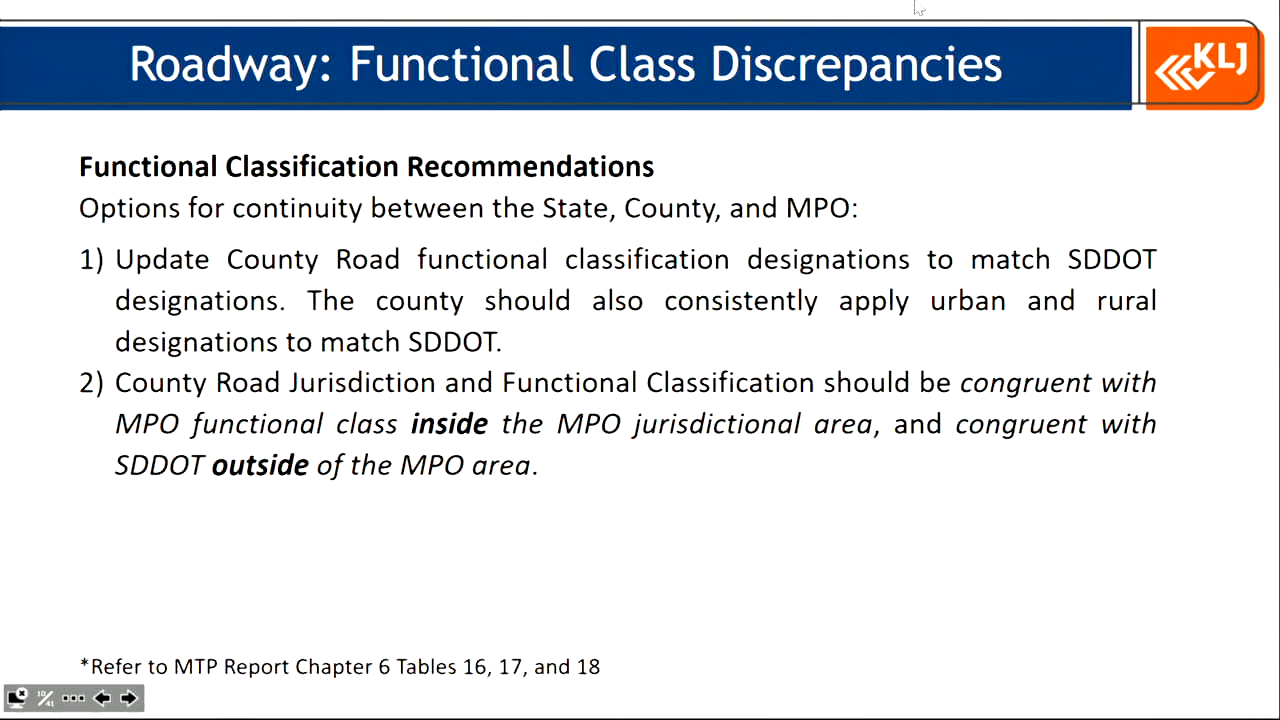 Roadway: Functional Class Discrepancies
KLJ
Functional Classification Recommendations
Options for continuity between the State, County, and MPO:
1) Update County Road functional classification designations to match SDDOT
designations. The county should also consistently apply urban and rural
designations to match SDDOT.
2) County Road Jurisdiction and Functional Classification should be congruent with
MPO functional class inside the MPO jurisdictional area, and congruent with
SDDOT outside of the MPO area.
*Refer to MTP Report Chapter 6 Tables 16, 17, and 18
10/41